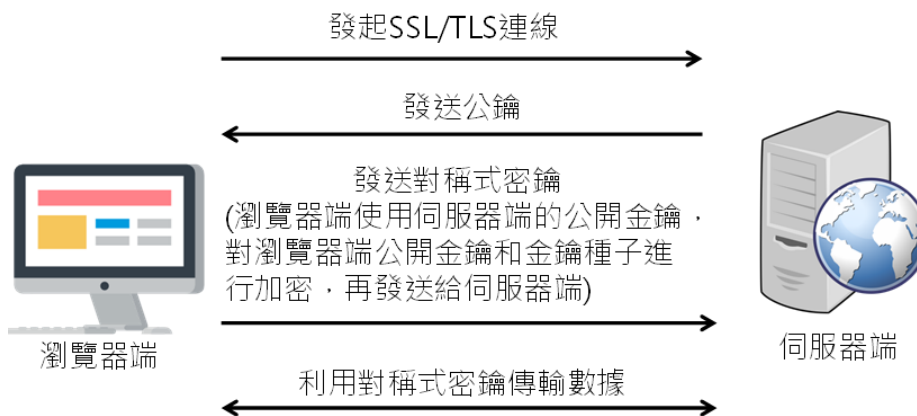 發起SSL/TLS連線
發送公鑰
發送對稱式密鑰
(瀏覽器端使用伺服器端的公開金鑰，
對瀏覽器端公開金鑰和金鑰種子進
行加密，再發送給伺服器端)
瀏覽器端
伺服器端
利用對稱式密鑰傳輸數據